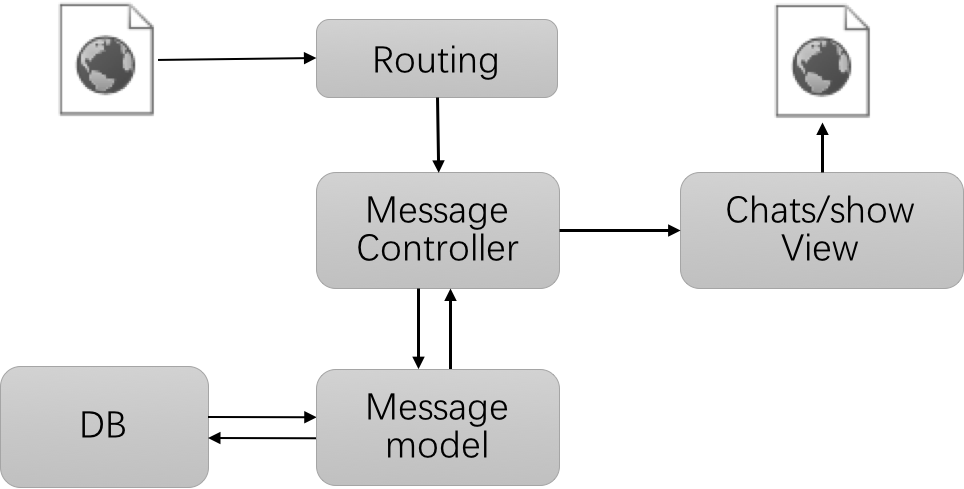 Routing
Message
Controller
Chats/show
View
DB
Message
model